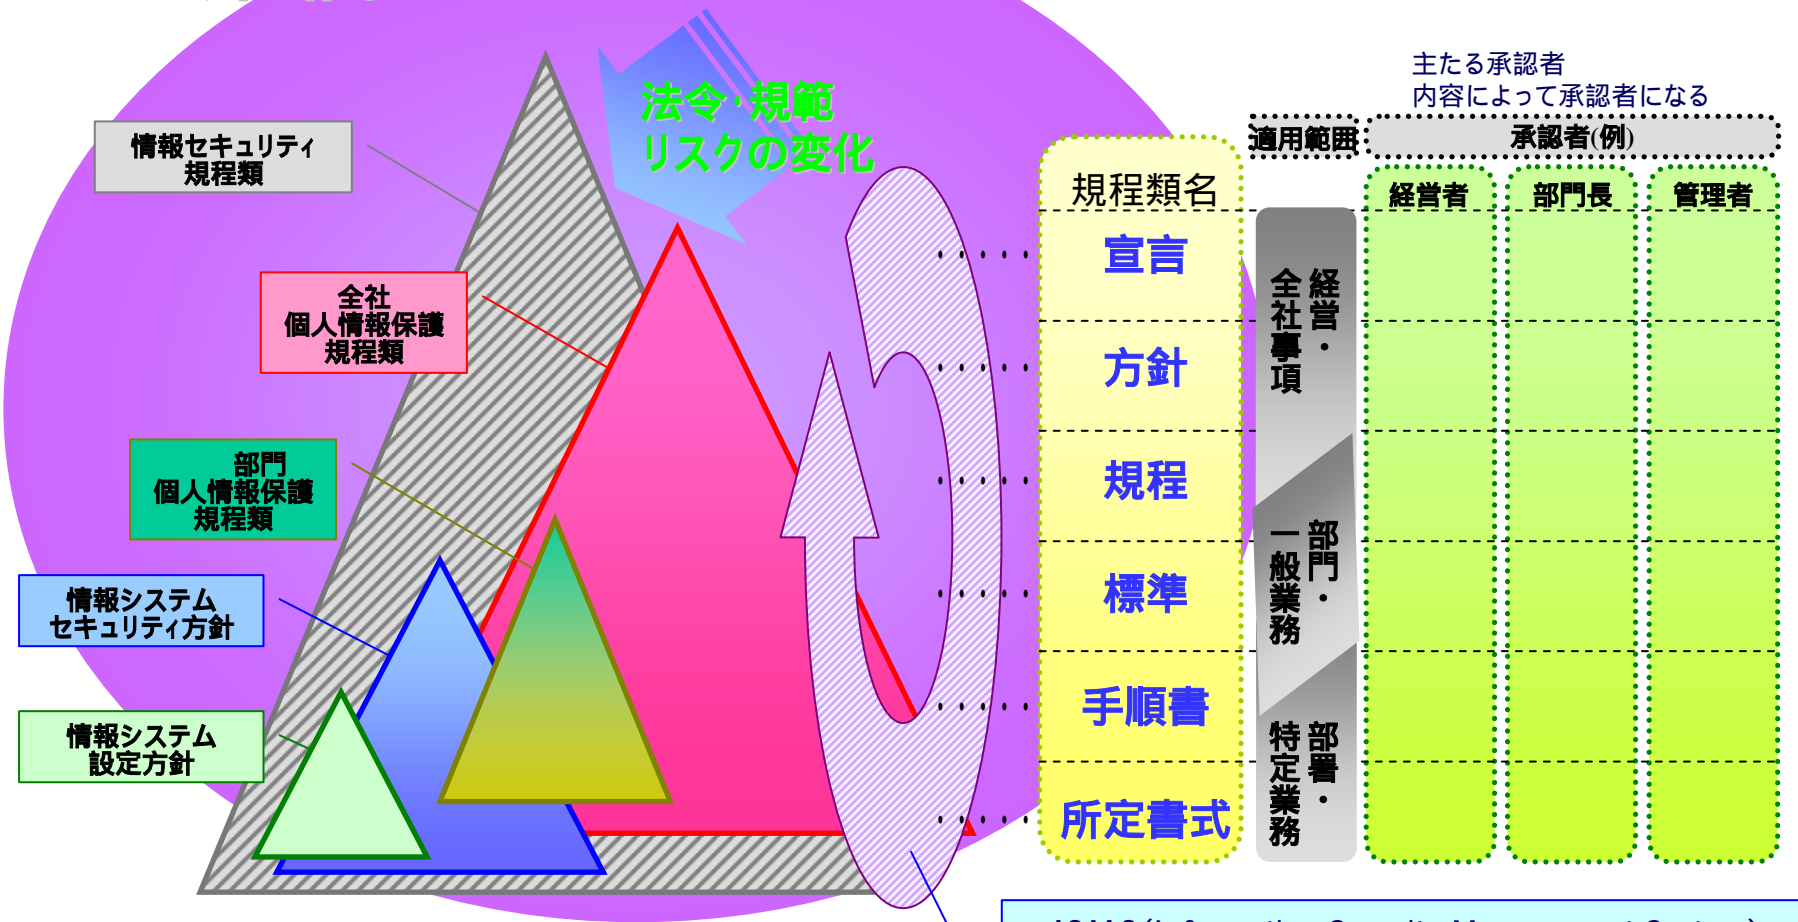 法令・規範
リスクの変化
情報セキュリティ
規程類
全社
個人情報保護
規程類
部門
個人情報保護
規程類
情報システム
セキュリティ方針
情報システム
設定方針
主たる承認者
内容によって承認者になる
適用範囲
承認者(例)
規程類名
経営者
部門長
管理者
宣言
方針
規程
標準
手順書
所定書式
経営・
全社事項
部門・
一般業務
部署・
特定業務